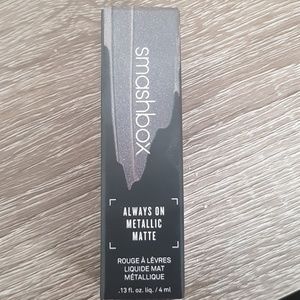 smashbox
ALWAYS ON
METALLIC
MATTE
ROUGE À LÈVRES
LIQUIDE MAT
MÉTALLIQUE
.13 fl. oz. liq. / 4 ml